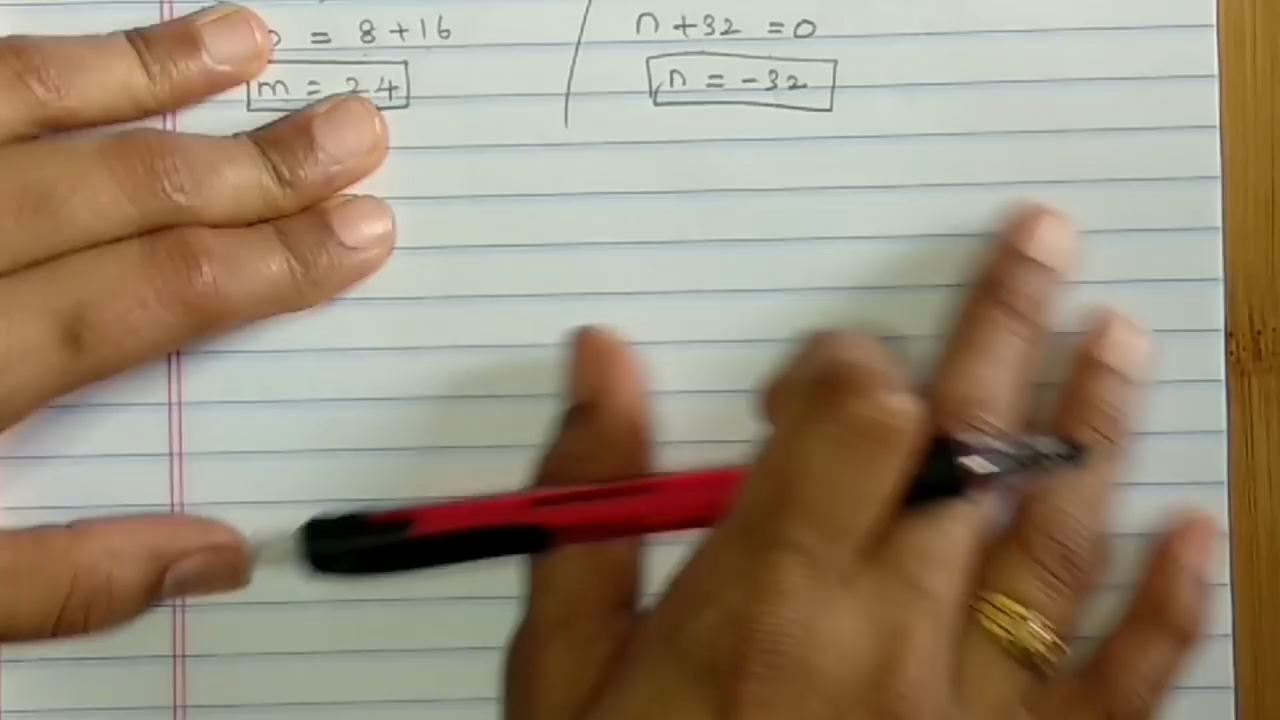 = 8+16
m = 24
n+32 =0
n = -32